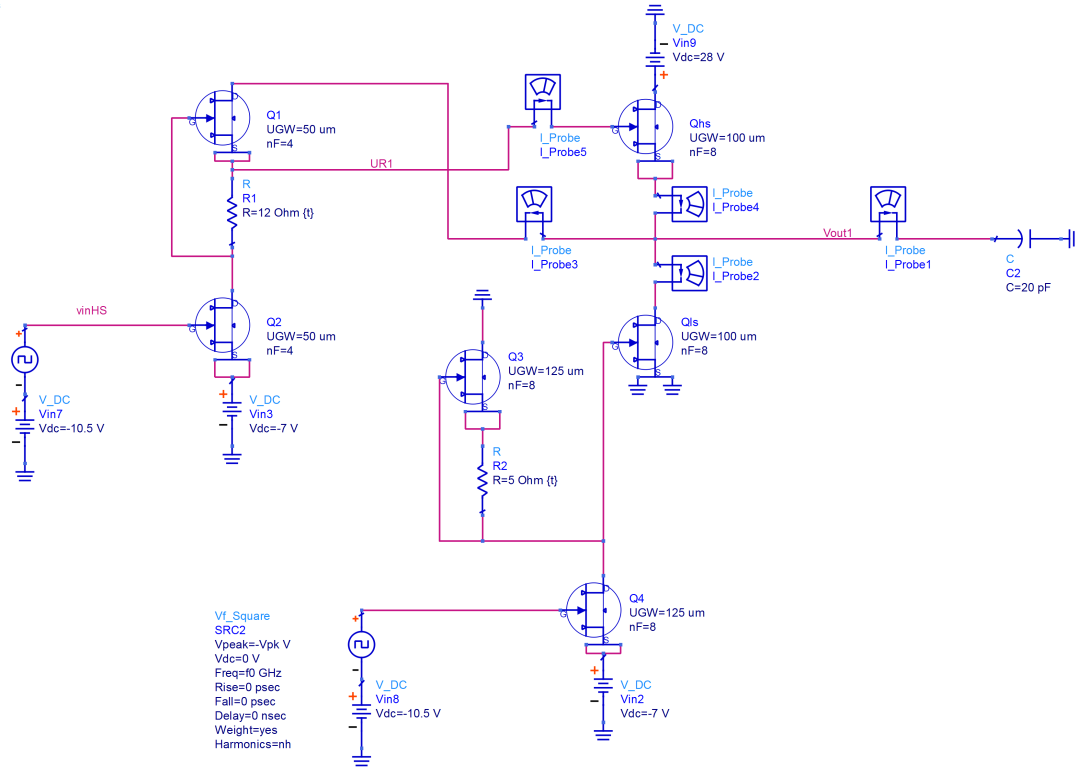 V_DC
Vin9
Vdc=28 V
Q1
UGW=50 um
nF=4
D
G
S
I_Probe
I_Probe5
Qhs
UGW=100 um
nF=8
D
G
S
UR1
R
R1
R=12 Ohm {t}
I_Probe
I_Probe4
I_Probe
I_Probe3
Vout1
I_Probe
I_Probe1
I_Probe
I_Probe2
C
C2
C=20 pF
vinHS
Q2
UGW=50 um
nF=4
D
G
S
Qls
UGW=100 um
nF=8
D
G
S
Q3
UGW=125 um
nF=8
D
G
S
V_DC
Vin7
Vdc=-10.5 V
V_DC
Vin3
Vdc=-7 V
R
R2
R=5 Ohm {t}
Q4
UGW=125 um
nF=8
D
G
S
Vf_Square
SRC2
Vpeak=-Vpk V
Vdc=0 V
Freq=f0 GHz
Rise=0 psec
Fall=0 psec
Delay=0 nsec
Weight=yes
Harmonics=nh
V_DC
Vin8
Vdc=-10.5 V
V_DC
Vin2
Vdc=-7 V